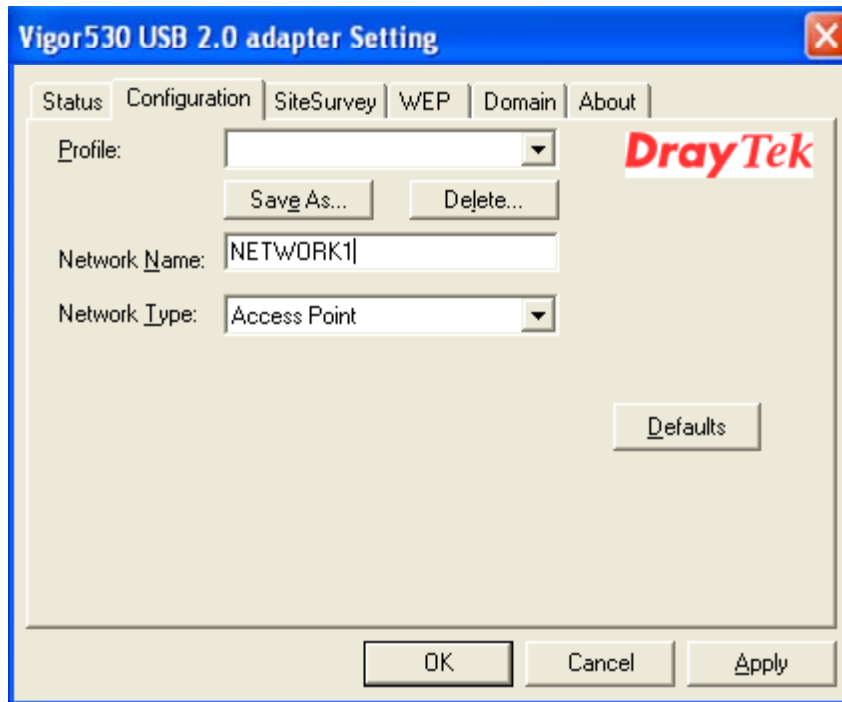 Vigor530 USB 2.0 adapter Setting
Status Configuration SiteSurvey WEP Domain About
Profile:
DrayTek
Save As... Delete...
Network Name: NETWORK1
Network Type: Access Point
Defaults
OK Cancel Apply